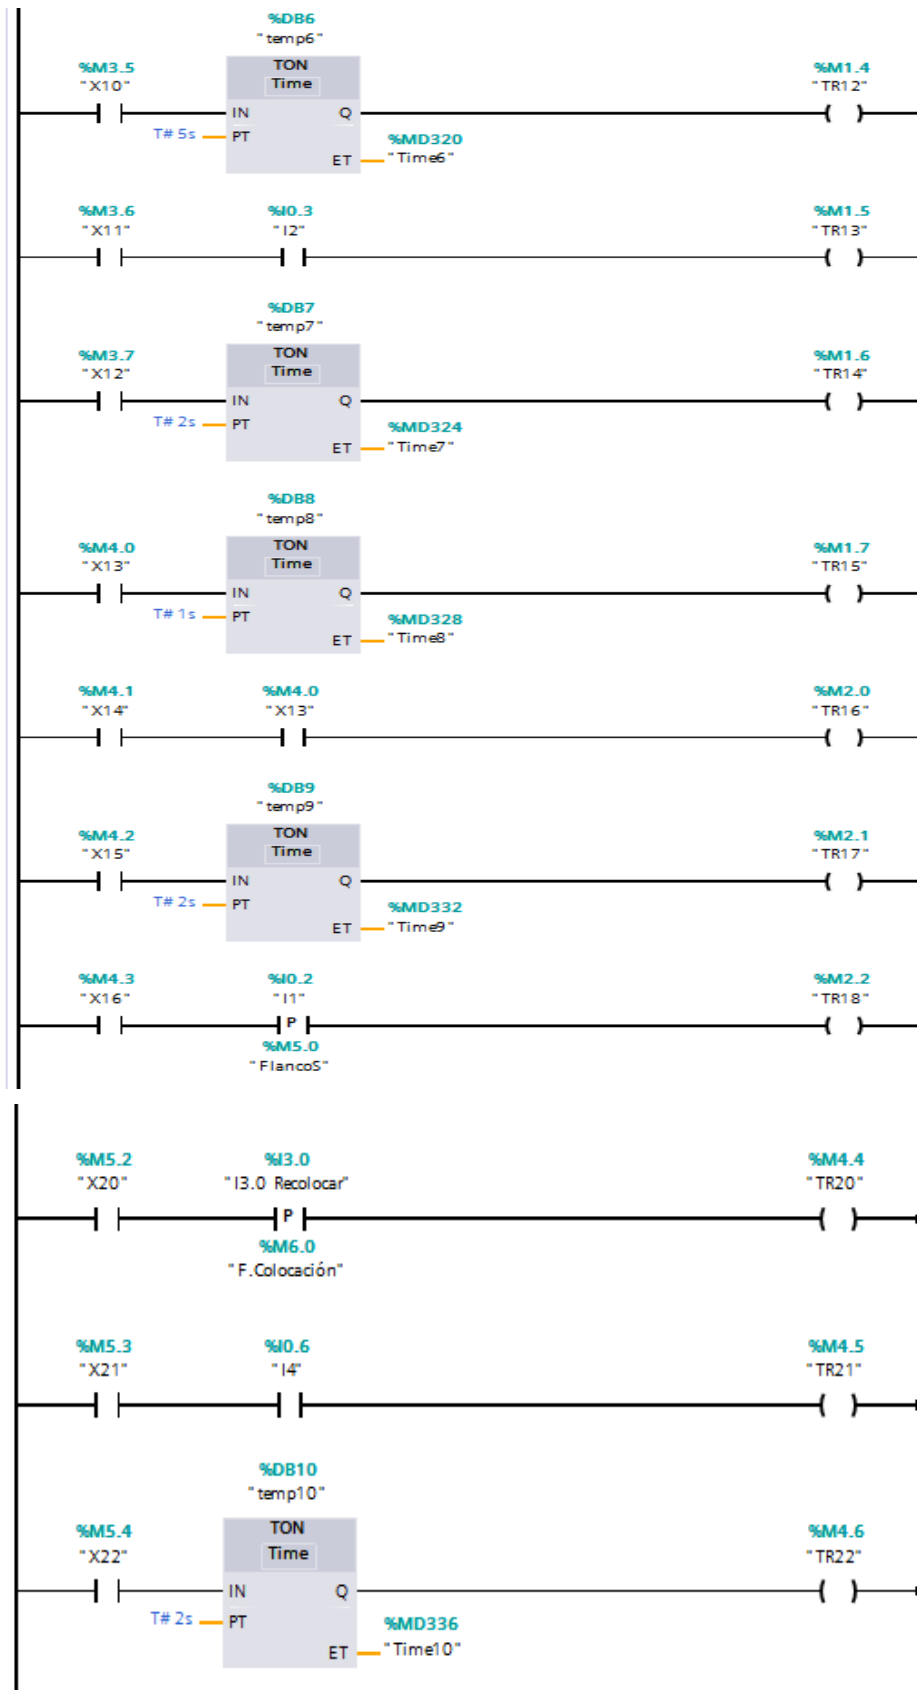 %DB6
"temp6"
%M3.5
"X10"
TON
Time
%M1.4
"TR12"
IN
Q
T# 5s
PT
%MD320
ET
"Time6"
%M3.6
"X11"
%I0.3
"I2"
%M1.5
"TR13"
%DB7
"temp7"
%M3.7
"X12"
TON
Time
%M1.6
"TR14"
IN
Q
T# 2s
PT
%MD324
ET
"Time7"
%DB8
"temp8"
%M4.0
"X13"
TON
Time
%M1.7
"TR15"
IN
Q
T# 1s
PT
%MD328
ET
"Time8"
%M4.1
"X14"
%M4.0
"X13"
%M2.0
"TR16"
%DB9
"temp9"
%M4.2
"X15"
TON
Time
%M2.1
"TR17"
IN
Q
T# 2s
PT
%MD332
ET
"Time9"
%M4.3
"X16"
%I0.2
"I1"
%M2.2
"TR18"
P
%M5.0
"FlancoS"
%M5.2
"X20"
%I3.0
"I3.0 Recolocar"
%M4.4
"TR20"
P
%M6.0
"F.Colocación"
%M5.3
"X21"
%I0.6
"I4"
%M4.5
"TR21"
%DB10
"temp10"
%M5.4
"X22"
TON
Time
%M4.6
"TR22"
IN
Q
T# 2s
PT
%MD336
ET
"Time10"